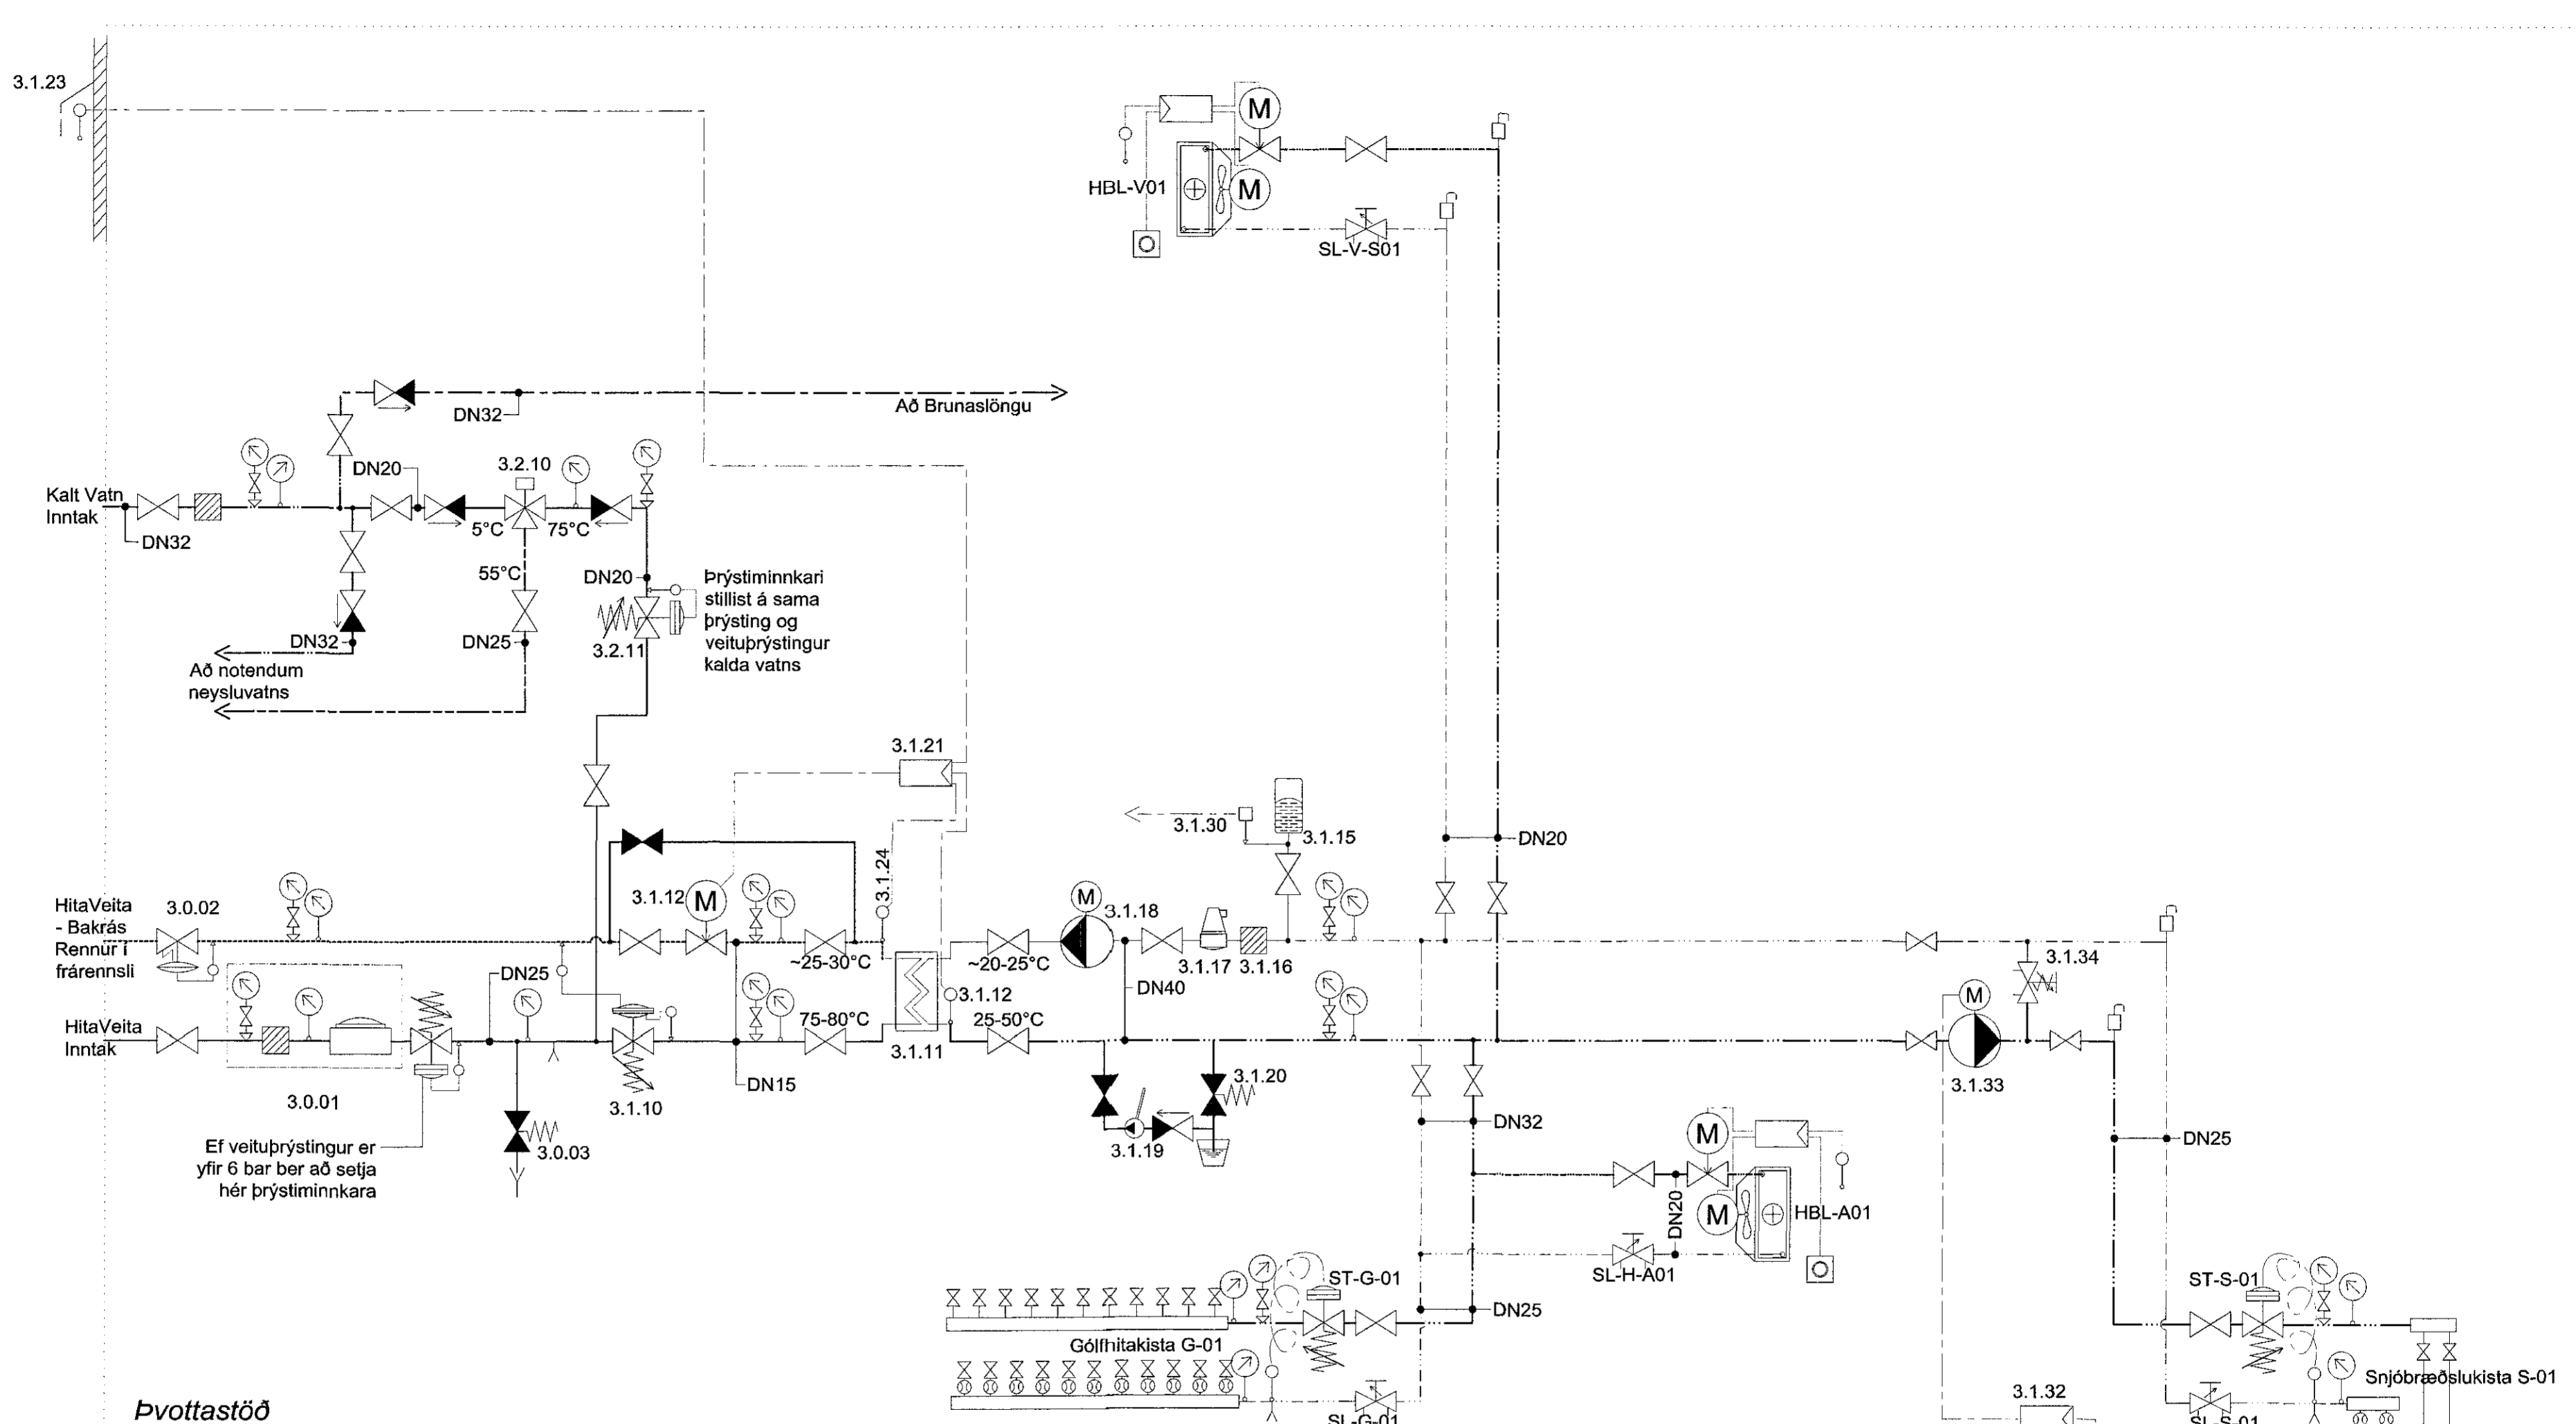 3.1.23
M
HBL-V01
M
SL-V-S01
DN32
Að Brunaslöngu
Kalt Vatn
Inntak
DN32
DN20
3.2.10
5°C
75°C
55°C
DN20
Þrýstiminnkari
stillist á sama
þrýsting og
veituþrýstingur
kalda vatns
3.2.11
DN32
DN25
Að notendum
neysluvatns
3.1.21
3.1.30
3.1.15
DN20
HitaVeita
- Bakrás
Rennur í
frárennsli
3.0.02
3.1.12
M
3.1.24
~25-30°C
~20-25°C
M
3.1.18
3.1.17
3.1.16
DN40
3.1.34
DN25
HitaVeita
Inntak
3.0.01
75-80°C
3.1.12
25-50°C
3.1.11
DN15
3.1.10
3.0.03
Ef veituþrýstingur er
yfir 6 bar ber að setja
hér þrýstiminnkara
3.1.20
3.1.19
M
3.1.33
DN32
M
M
DN20
HBL-A01
SL-H-A01
DN25
DN25
ST-G-01
Gólfhitakista G-01
SL-G-01
ST-S-01
Snjóbræðslukista S-01
SL-S-01
3.1.32
Þvottastöð